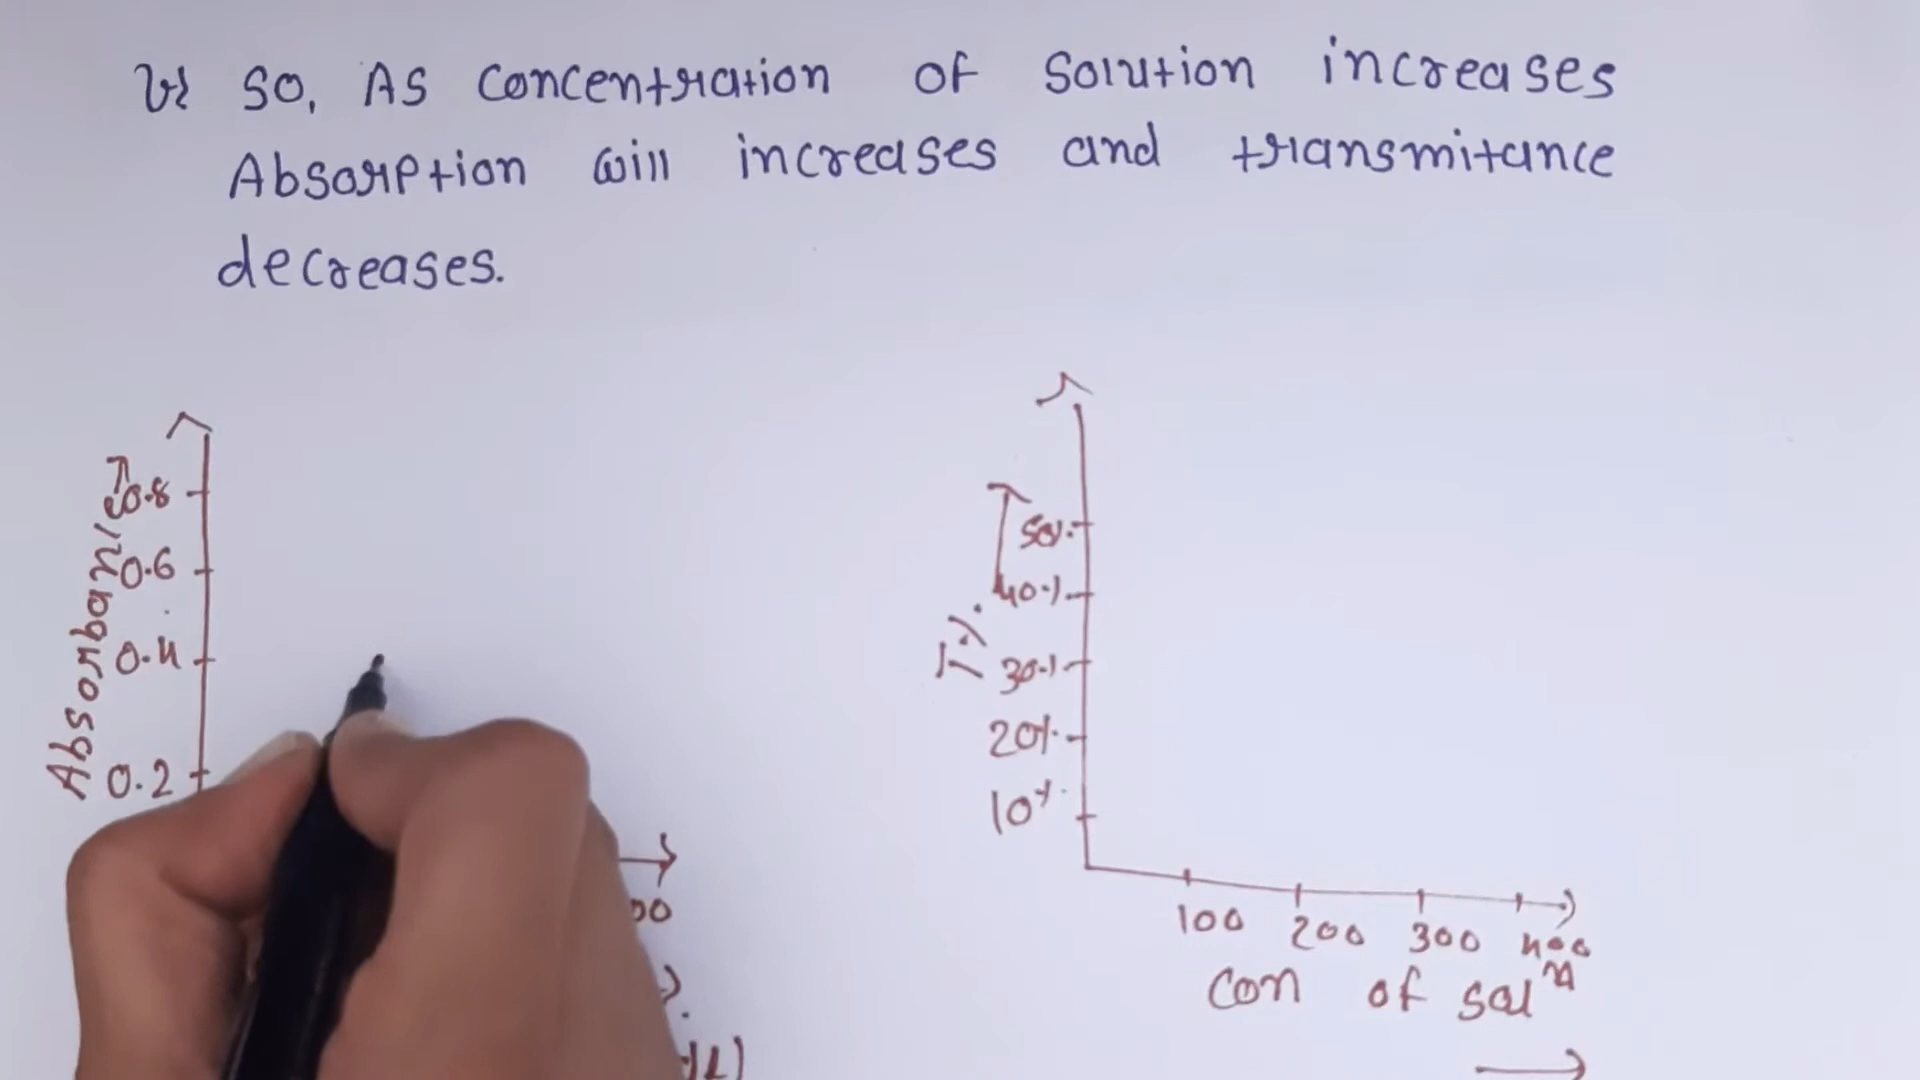 so, As concentration of solution increases
Absorption will increases and transmitance
decreases.
0.8
0.6
0.4
0.2
Absorbance
50%
40%
30%
20%
10%
T%
100 200 300 400
con of solⁿ